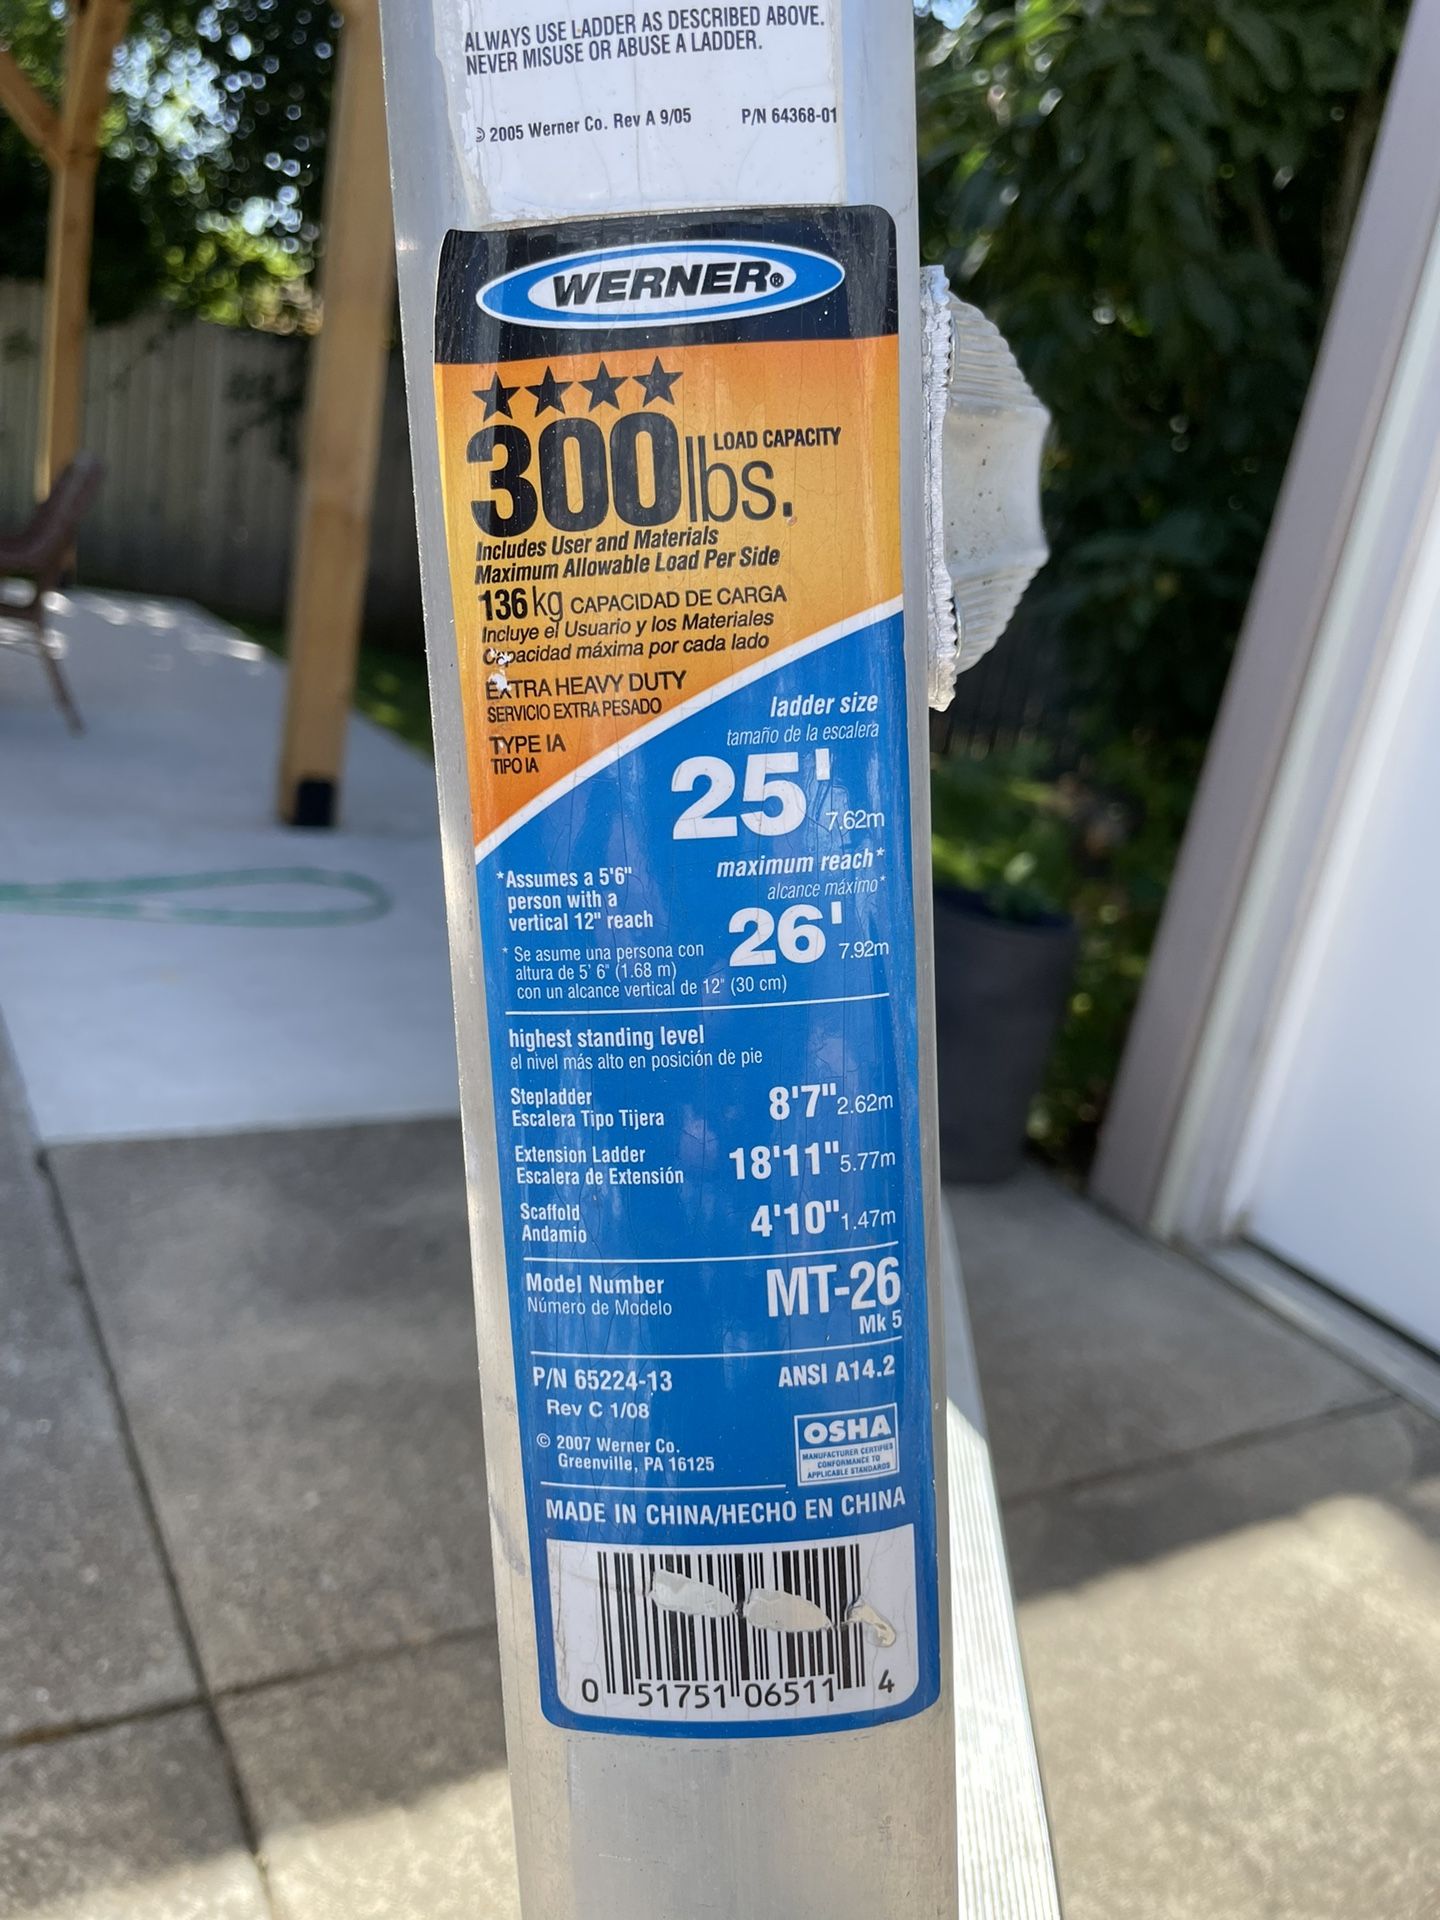 ALWAYS USE LADDER AS DESCRIBED ABOVE.
NEVER MISUSE OR ABUSE A LADDER.
© 2005 Werner Co. Rev A 9/05 P/N 64368-01
WERNER®
300 lbs. LOAD CAPACITY
Includes User and Materials
Maximum Allowable Load Per Side
136 kg CAPACIDAD DE CARGA
Incluye el Usuario y los Materiales
Capacidad máxima por cada lado
EXTRA HEAVY DUTY
SERVICIO EXTRA PESADO
TYPE IA
TIPO IA
ladder size
tamaño de la escalera
25' 7.62m
maximum reach*
alcance máximo*
26' 7.92m
*Assumes a 5'6"
person with a
vertical 12" reach
* Se asume una persona con
altura de 5' 6" (1.68 m)
con un alcance vertical de 12" (30 cm)
highest standing level
el nivel más alto en posición de pie
Stepladder 8'7" 2.62m
Escalera Tipo Tijera
Extension Ladder 18'11" 5.77m
Escalera de Extensión
Scaffold 4'10" 1.47m
Andamio
Model Number MT-26
Número de Modelo Mk 5
P/N 65224-13 ANSI A14.2
Rev C 1/08
© 2007 Werner Co.
Greenville, PA 16125
OSHA
MANUFACTURER CERTIFIES
CONFORMANCE TO
APPLICABLE STANDARDS
MADE IN CHINA/HECHO EN CHINA
0 51751 06511 4